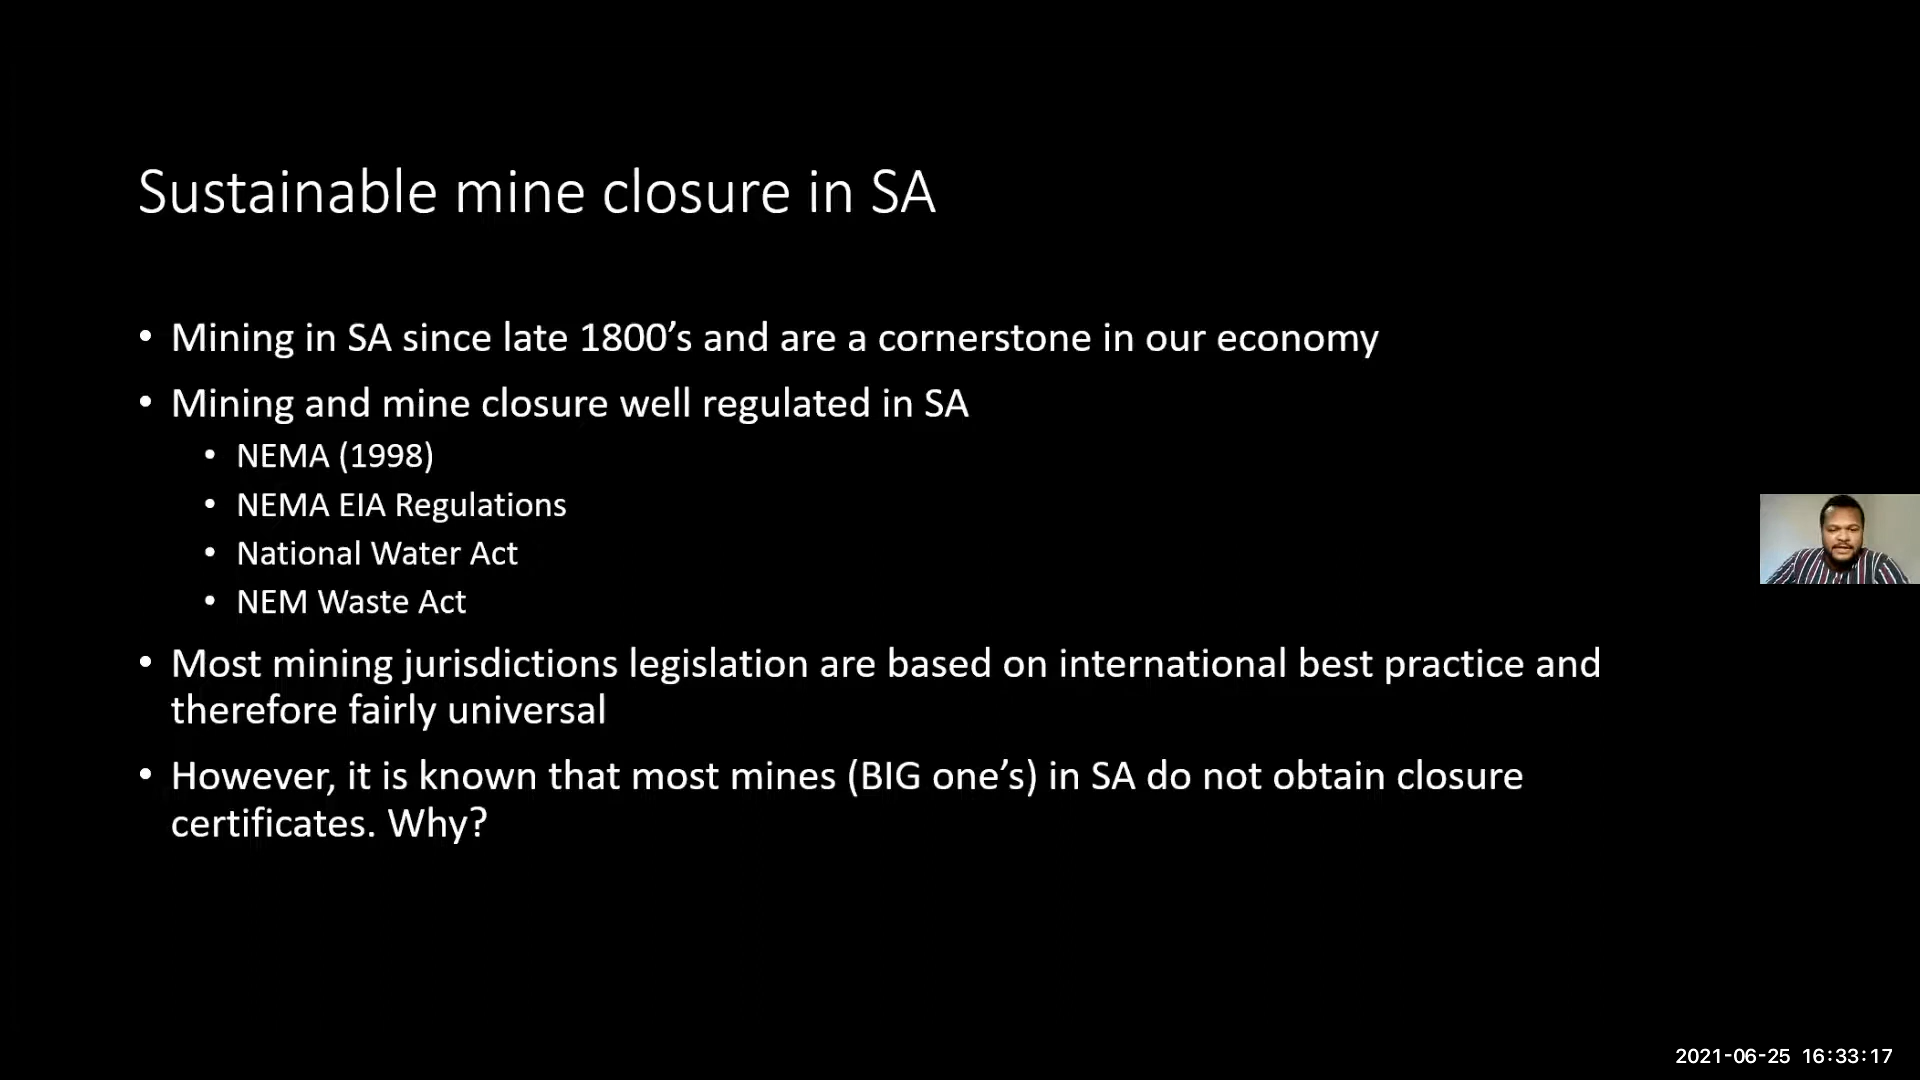 Sustainable mine closure in SA
• Mining in SA since late 1800’s and are a cornerstone in our economy
• Mining and mine closure well regulated in SA
• NEMA (1998)
• NEMA EIA Regulations
• National Water Act
• NEM Waste Act
• Most mining jurisdictions legislation are based on international best practice and
therefore fairly universal
• However, it is known that most mines (BIG one’s) in SA do not obtain closure
certificates. Why?
2021-06-25 16:33:17